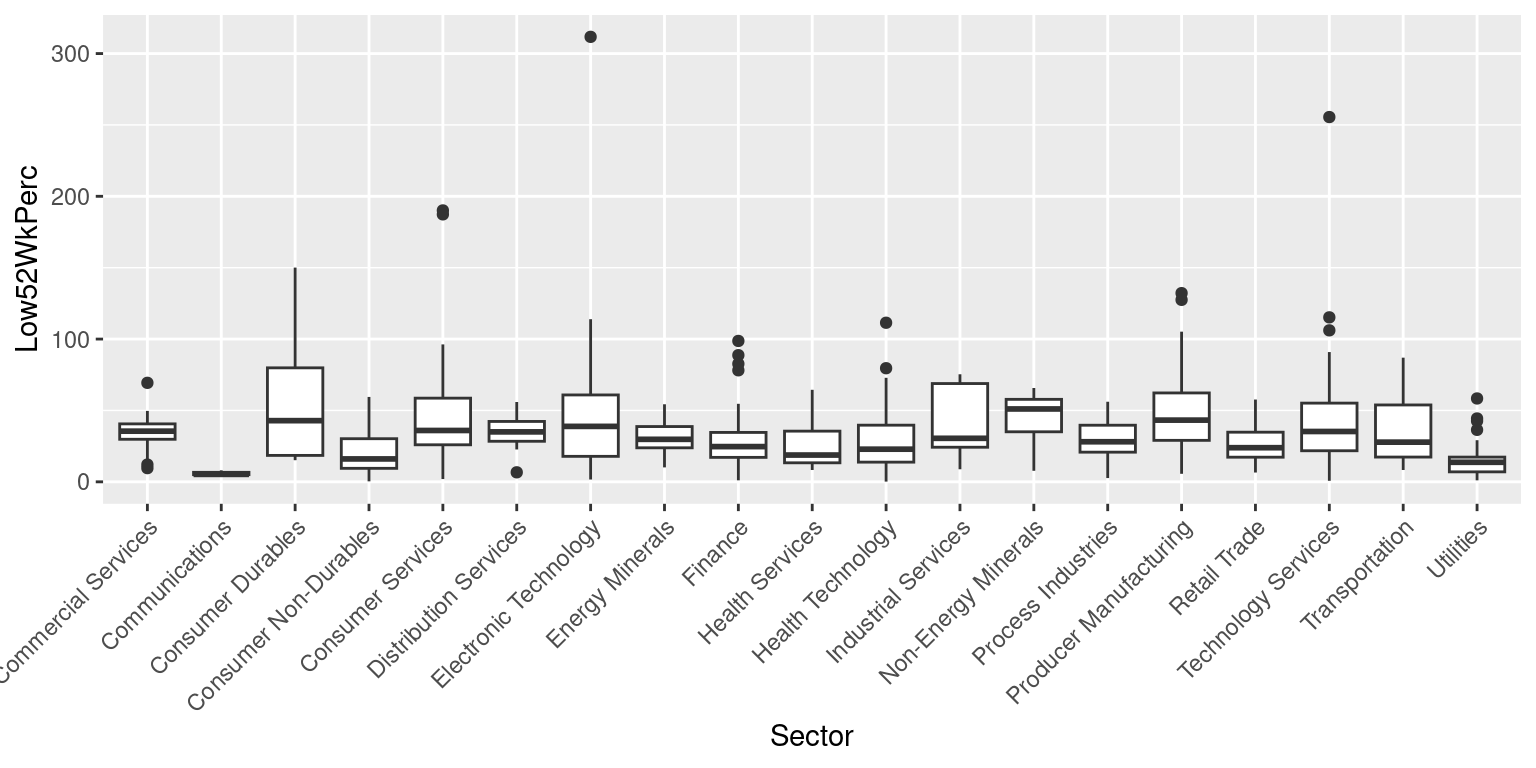 Low52WkPerc
300
200
100
0
Commercial Services
Communications
Consumer Durables
Consumer Non-Durables
Consumer Services
Distribution Services
Electronic Technology
Energy Minerals
Finance
Health Services
Health Technology
Industrial Services
Non-Energy Minerals
Process Industries
Producer Manufacturing
Retail Trade
Technology Services
Transportation
Utilities
Sector